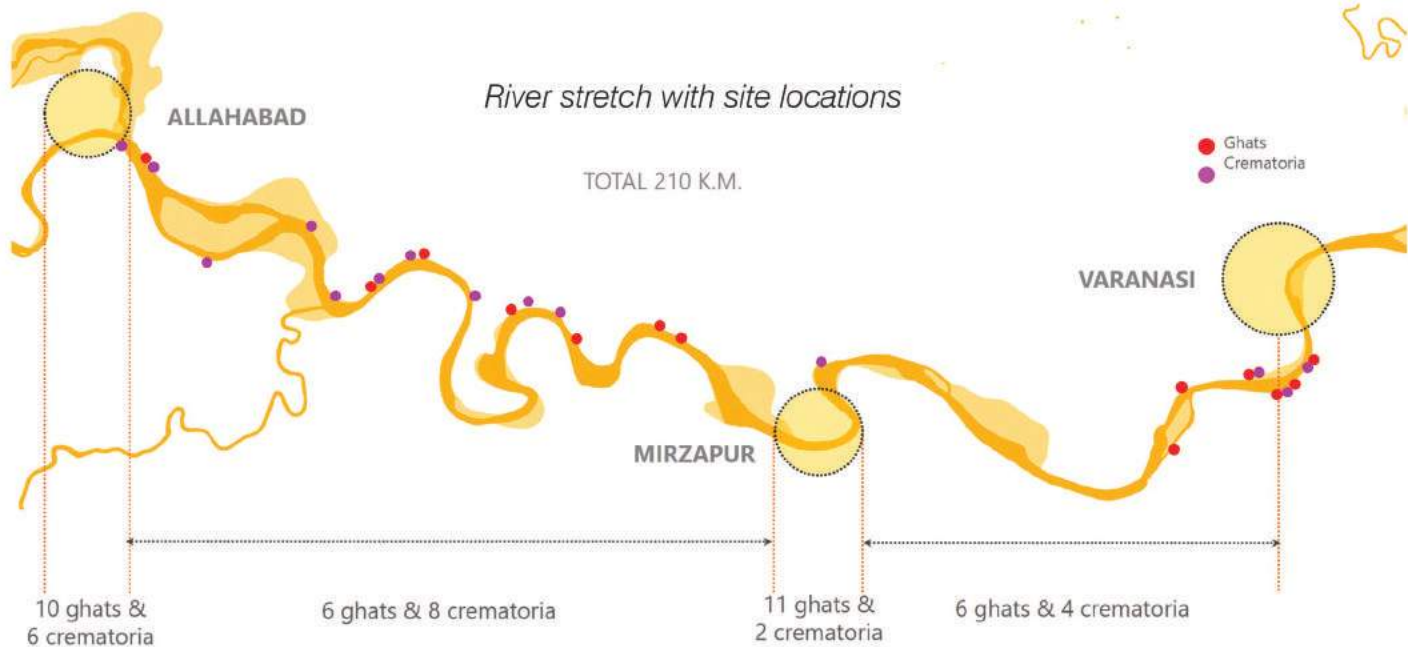 River stretch with site locations
ALLAHABAD
TOTAL 210 K.M.
Ghats
Crematoria
VARANASI
MIRZAPUR
10 ghats &
6 crematoria
6 ghats & 8 crematoria
11 ghats &
2 crematoria
6 ghats & 4 crematoria